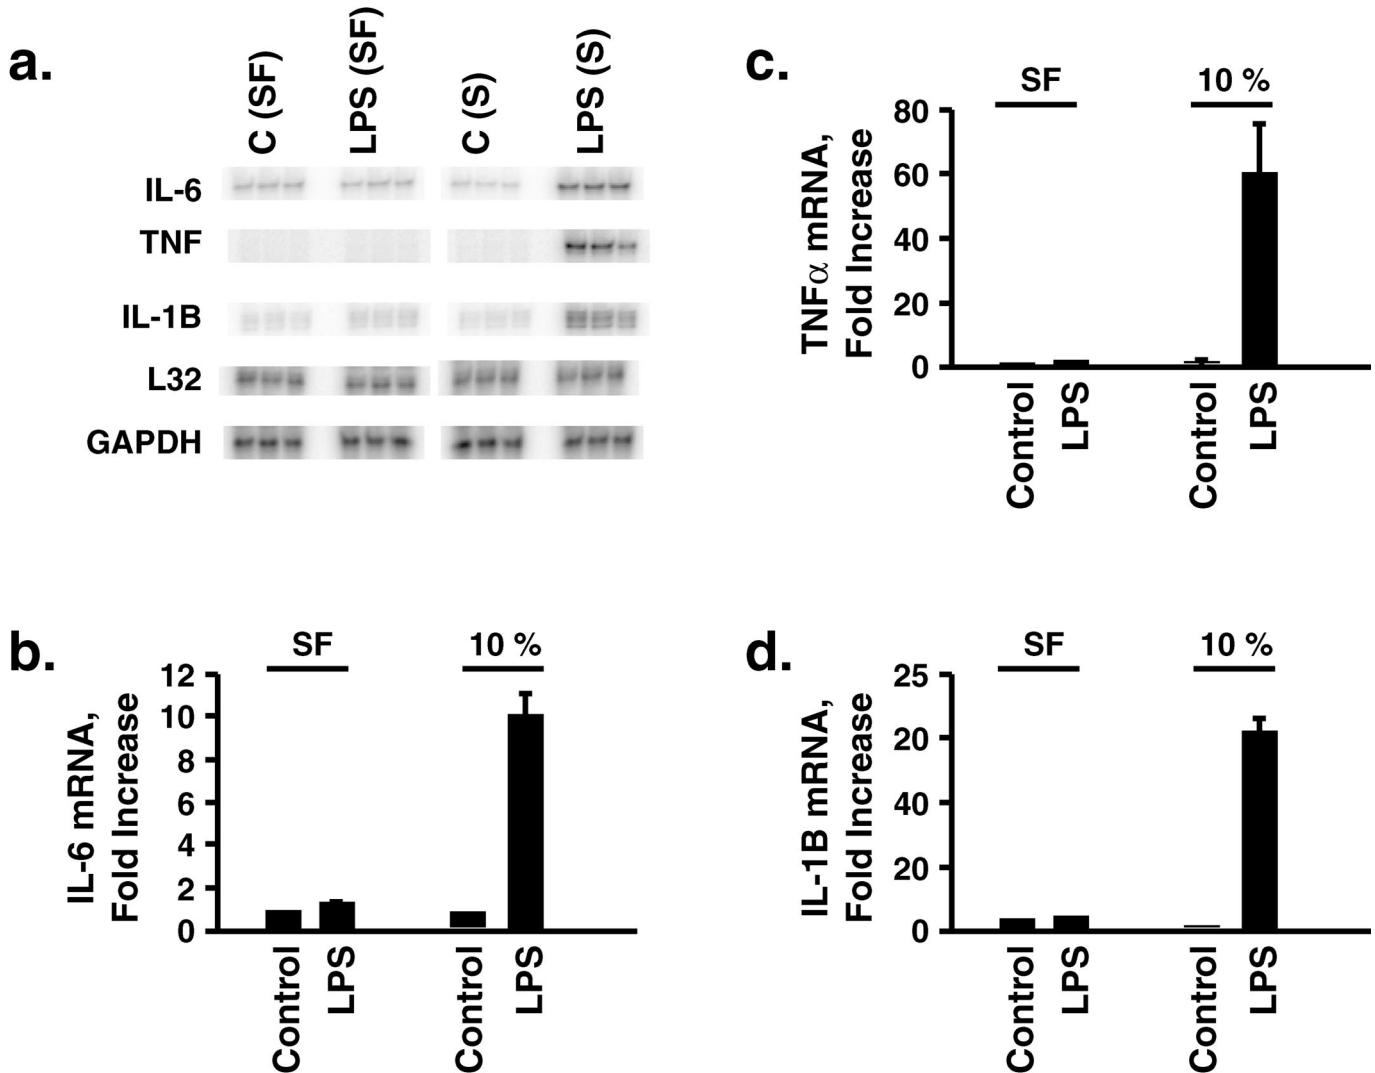 a.
C (SF)
LPS (SF)
C (S)
LPS (S)
IL-6
TNF
IL-1B
L32
GAPDH
c.
SF
10 %
TNFα mRNA,
Fold Increase
80
60
40
20
0
Control
LPS
Control
LPS
b.
SF
10 %
IL-6 mRNA,
Fold Increase
12
10
8
6
4
2
0
Control
LPS
Control
LPS
d.
SF
10 %
IL-1B mRNA,
Fold Increase
25
20
40
20
0
Control
LPS
Control
LPS